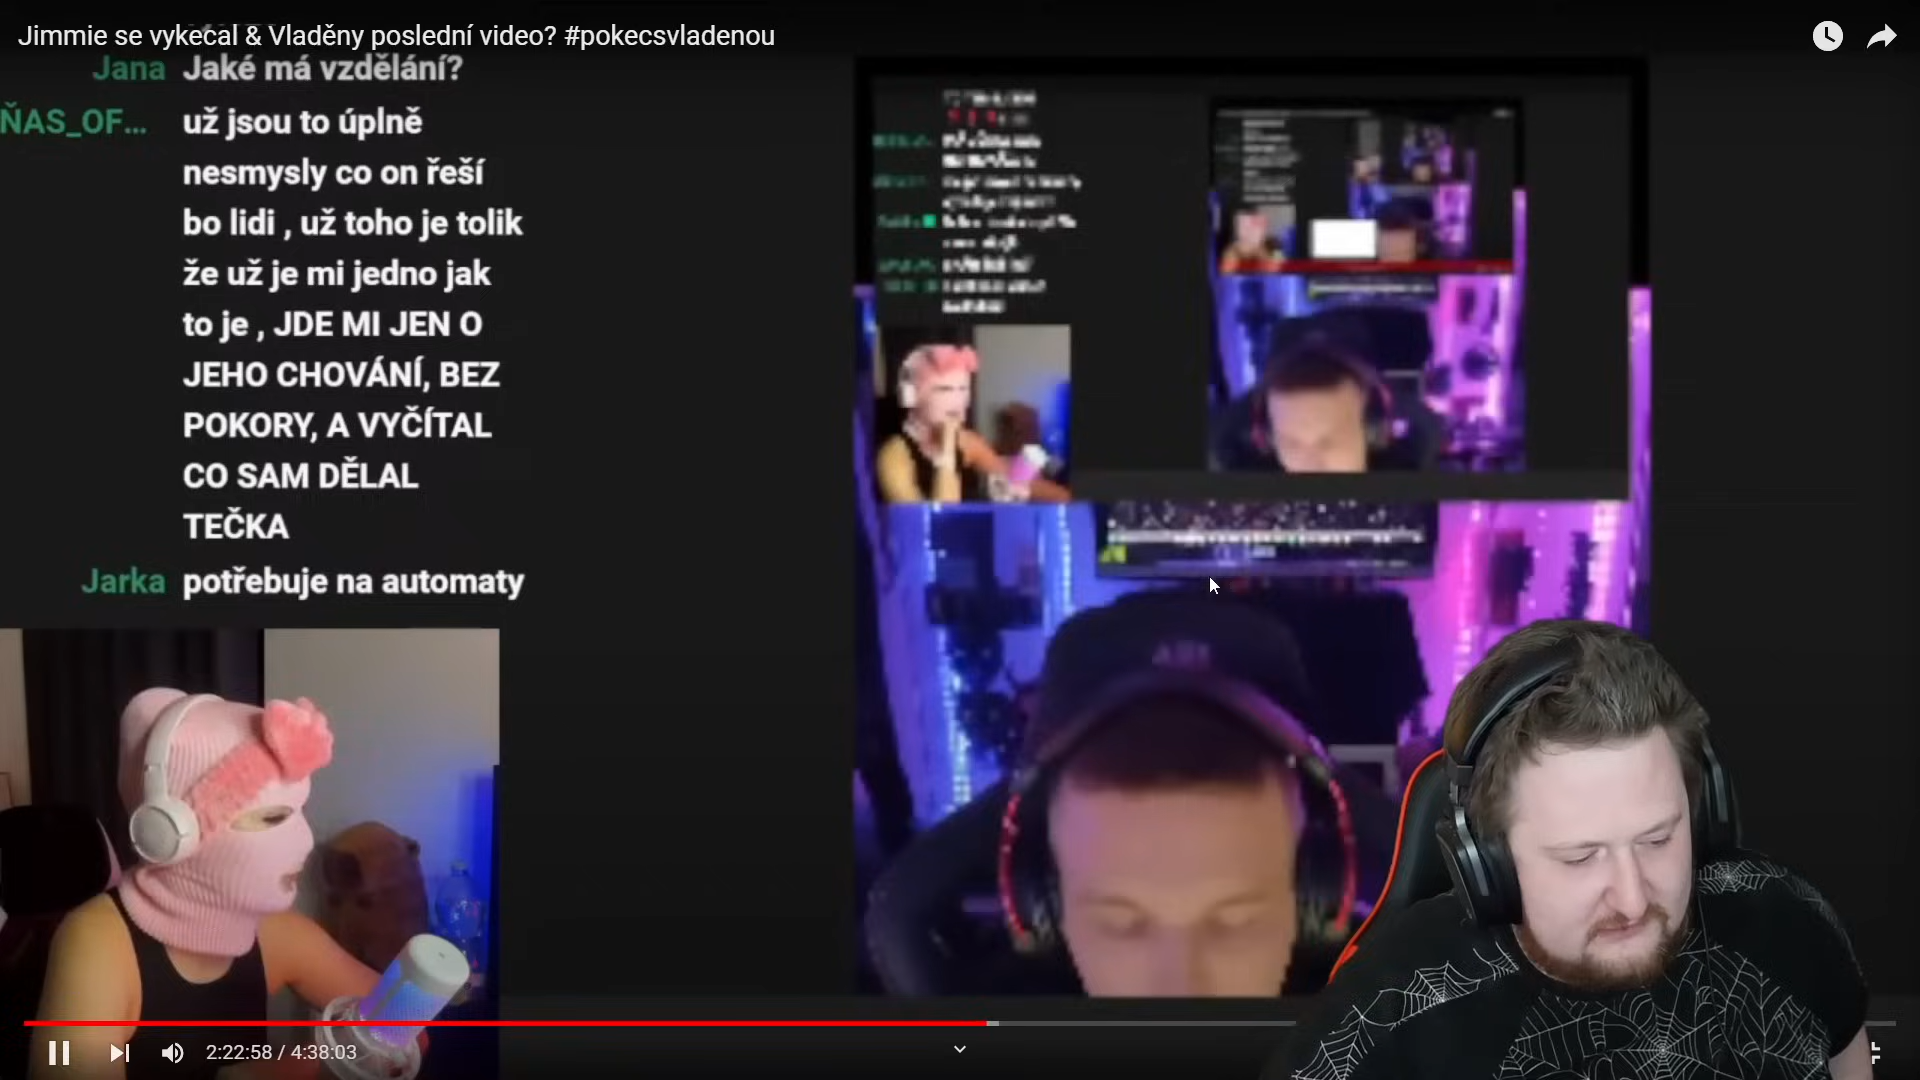 Jimmie se vykecal & Vladěny poslední video? #pokecsvladenou
Jana Jaké má vzdělání?
ŇAS_OF... už jsou to úplně
nesmysly co on řeší
bo lidi , už toho je tolik
že už je mi jedno jak
to je , JDE MI JEN O
JEHO CHOVÁNÍ, BEZ
POKORY, A VYČÍTAL
CO SAM DĚLAL
TEČKA
Jarka potřebuje na automaty
2:22:58 / 4:38:03